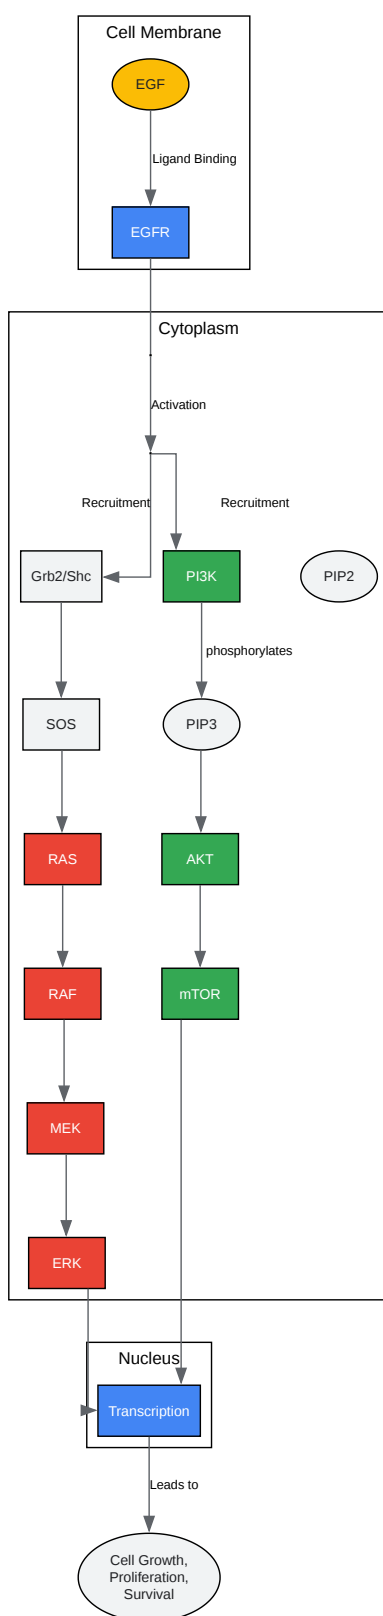 Cell Membrane
EGF
Ligand Binding
EGFR
Cytoplasm
Activation
Recruitment
Recruitment
Grb2/Shc
PI3K
PIP2
phosphorylates
SOS
PIP3
RAS
AKT
RAF
mTOR
MEK
ERK
Nucleus
Transcription
Leads to
Cell Growth,
Proliferation,
Survival